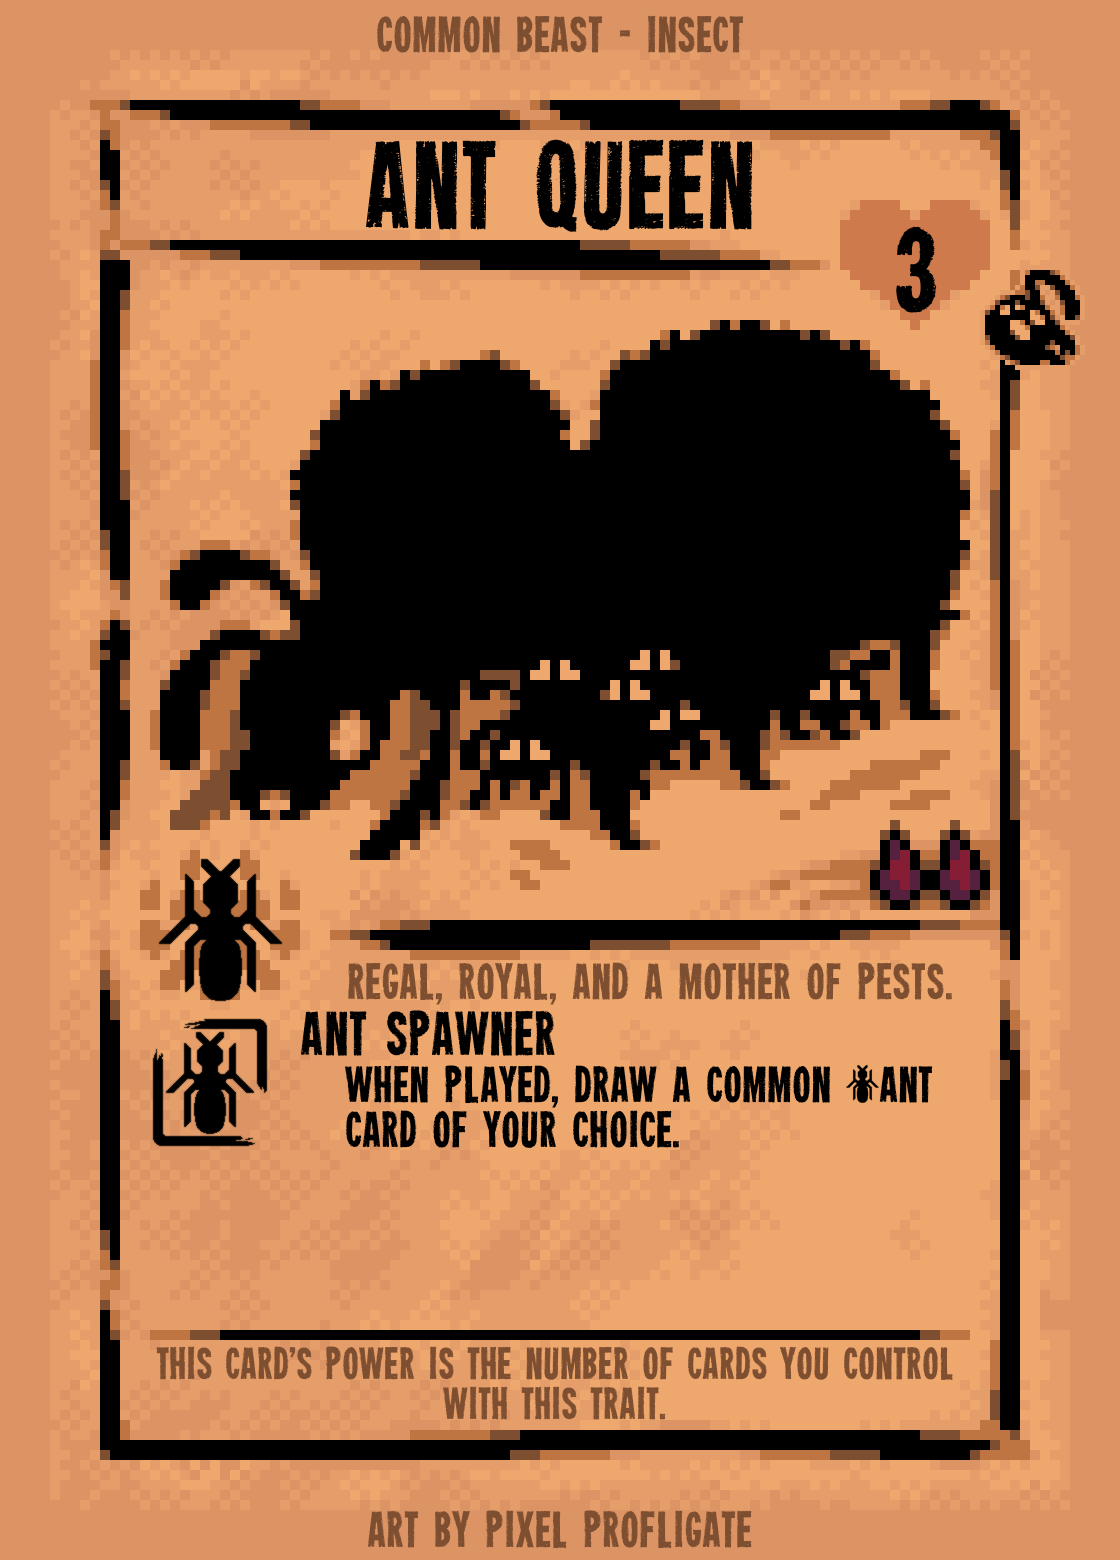 COMMON BEAST - INSECT
ANT QUEEN
3
REGAL, ROYAL, AND A MOTHER OF PESTS.
ANT SPAWNER
WHEN PLAYED, DRAW A COMMON ANT
CARD OF YOUR CHOICE.
THIS CARD'S POWER IS THE NUMBER OF CARDS YOU CONTROL
WITH THIS TRAIT.
ART BY PIXEL PROFLIGATE